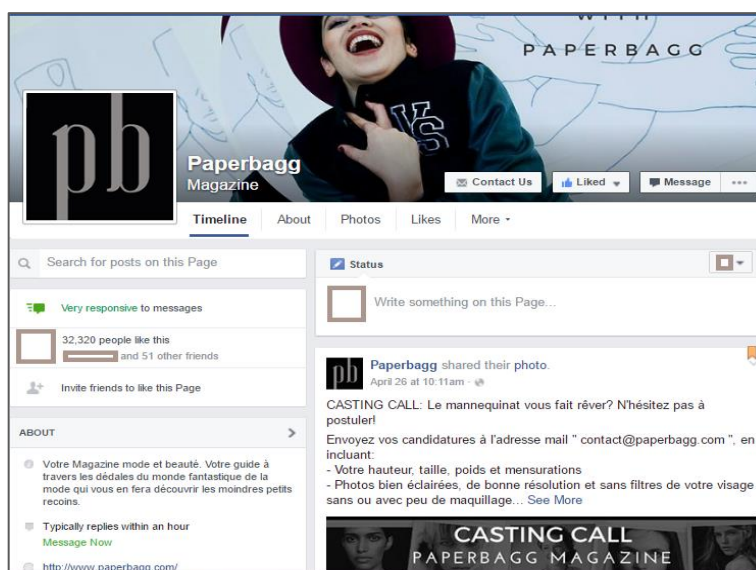 WITH
PAPERBAGG
VS
pb
Paperbagg
Magazine
Contact Us
Liked
Message
Timeline
About
Photos
Likes
More
Search for posts on this Page
Very responsive to messages
32,320 people like this
and 51 other friends
Invite friends to like this Page
ABOUT
Votre Magazine mode et beauté. Votre guide à
travers les dédales du monde fantastique de la
mode qui vous en fera découvrir les moindres petits
recoins.
Typically replies within an hour
Message Now
http://www.paperbagg.com/
Status
Write something on this Page...
pb
Paperbagg shared their photo.
April 26 at 10:11am ·
CASTING CALL: Le mannequinat vous fait rêver? N'hésitez pas à
postuler!
Envoyez vos candidatures à l'adresse mail " contact@paperbagg.com ", en
incluant:
- Votre hauteur, taille, poids et mensurations
- Photos bien éclairées, de bonne résolution et sans filtres de votre visage
sans ou avec peu de maquillage... See More
CASTING CALL
PAPERBAGG MAGAZINE